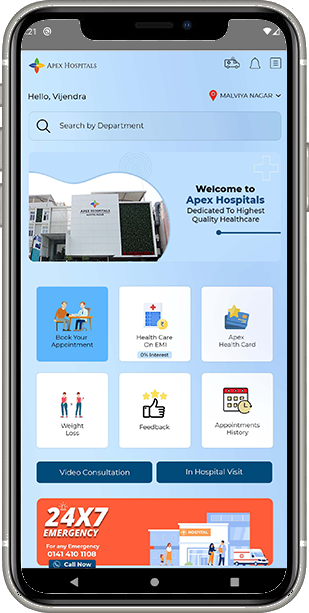 :21
APEX HOSPITALS
Hello, Vijendra
MALVIYA NAGAR
Search by Department
APEX HOSPITALS
Welcome to
Apex Hospitals
Dedicated To Highest
Quality Healthcare
Book Your
Appointment
Health Care
On EMI
0% Interest
Apex
Health Card
Weight
Loss
Feedback
Appointments
History
Video Consultation
In Hospital Visit
24X7
EMERGENCY
For any Emergency
0141 410 1108
Call Now
HOSPITAL